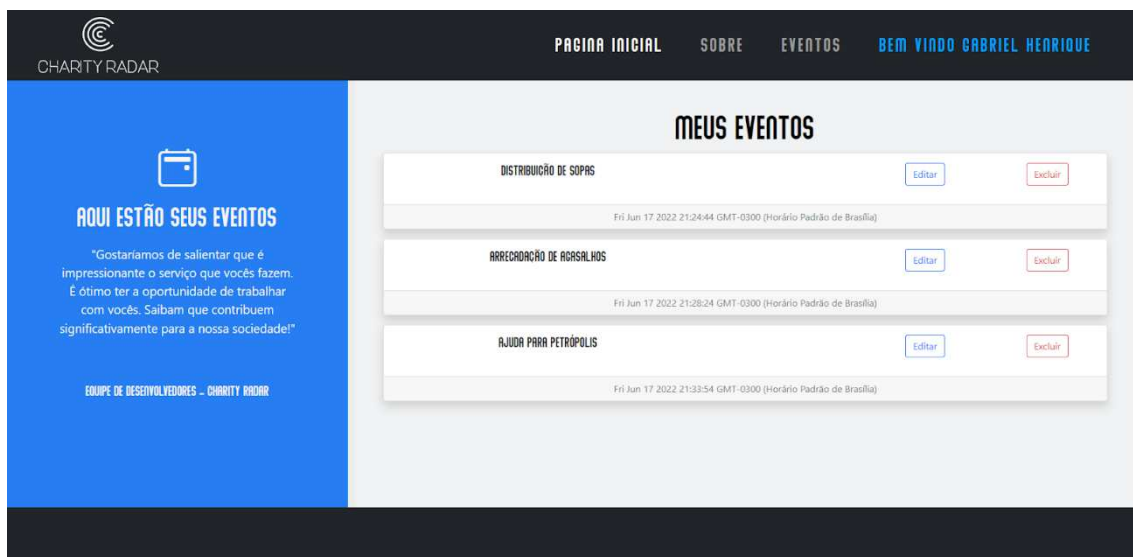 CHARITY RADAR
PAGINA INICIAL SOBRE EVENTOS BEM VINDO GABRIEL HENRIQUE
AQUI ESTÃO SEUS EVENTOS
"Gostaríamos de salientar que é
impressionante o serviço que vocês fazem.
É ótimo ter a oportunidade de trabalhar
com vocês. Saibam que contribuem
significativamente para a nossa sociedade!"
EQUIPE DE DESENVOLVEDORES - CHARITY RADAR
MEUS EVENTOS
DISTRIBUICÃO DE SOPAS Editar Excluir
Fri Jun 17 2022 21:24:44 GMT-0300 (Horário Padrão de Brasília)
ARRECADACÃO DE AGASALHOS Editar Excluir
Fri Jun 17 2022 21:28:24 GMT-0300 (Horário Padrão de Brasília)
AJUDA PARA PETRÓPOLIS Editar Excluir
Fri Jun 17 2022 21:33:54 GMT-0300 (Horário Padrão de Brasília)